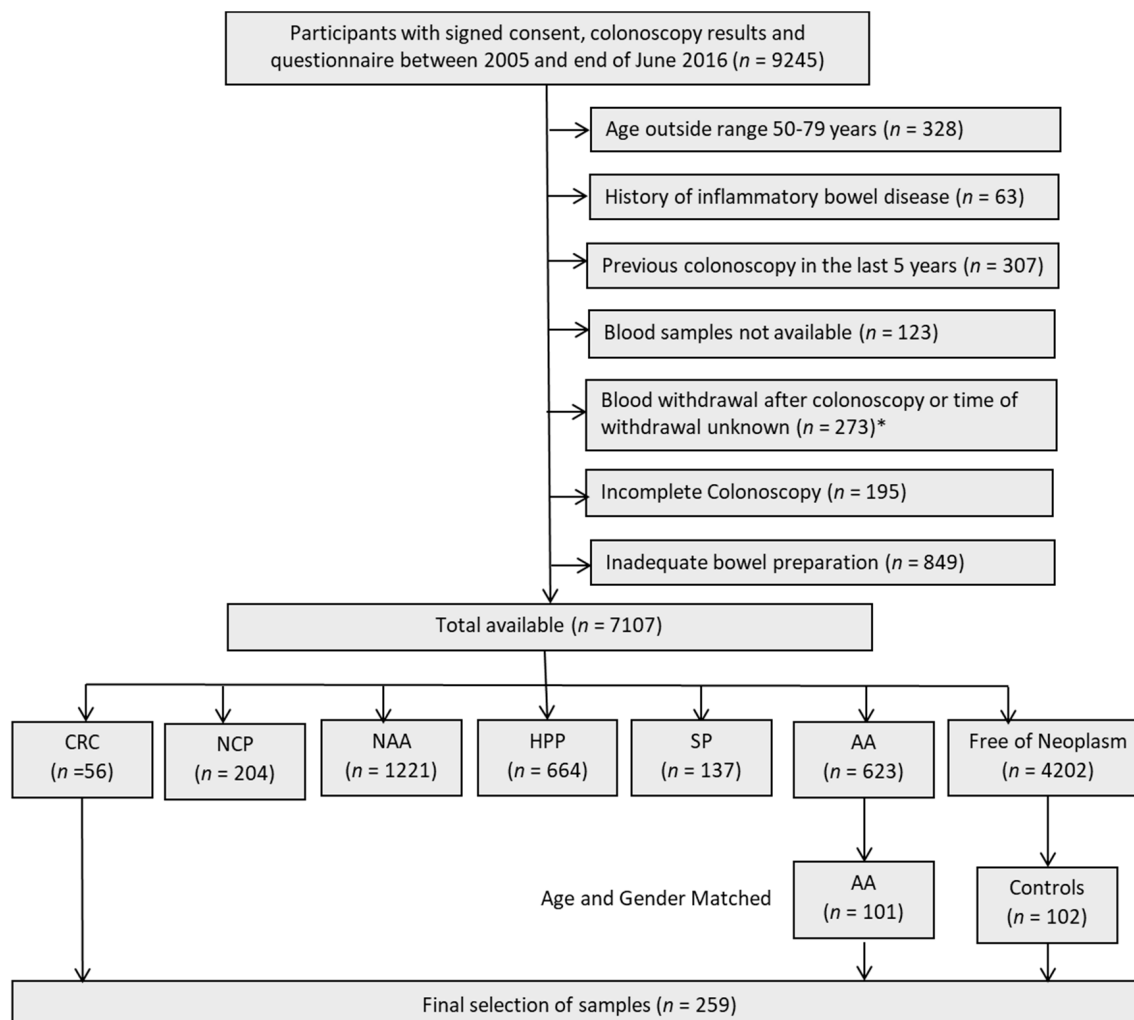 Participants with signed consent, colonoscopy results and
questionnaire between 2005 and end of June 2016 (n = 9245)
Age outside range 50-79 years (n = 328)
History of inflammatory bowel disease (n = 63)
Previous colonoscopy in the last 5 years (n = 307)
Blood samples not available (n = 123)
Blood withdrawal after colonoscopy or time of
withdrawal unknown (n = 273)*
Incomplete Colonoscopy (n = 195)
Inadequate bowel preparation (n = 849)
Total available (n = 7107)
CRC
(n =56)
NCP
(n = 204)
NAA
(n = 1221)
HPP
(n = 664)
SP
(n = 137)
AA
(n = 623)
Free of Neoplasm
(n = 4202)
Age and Gender Matched
AA
(n = 101)
Controls
(n = 102)
Final selection of samples (n = 259)